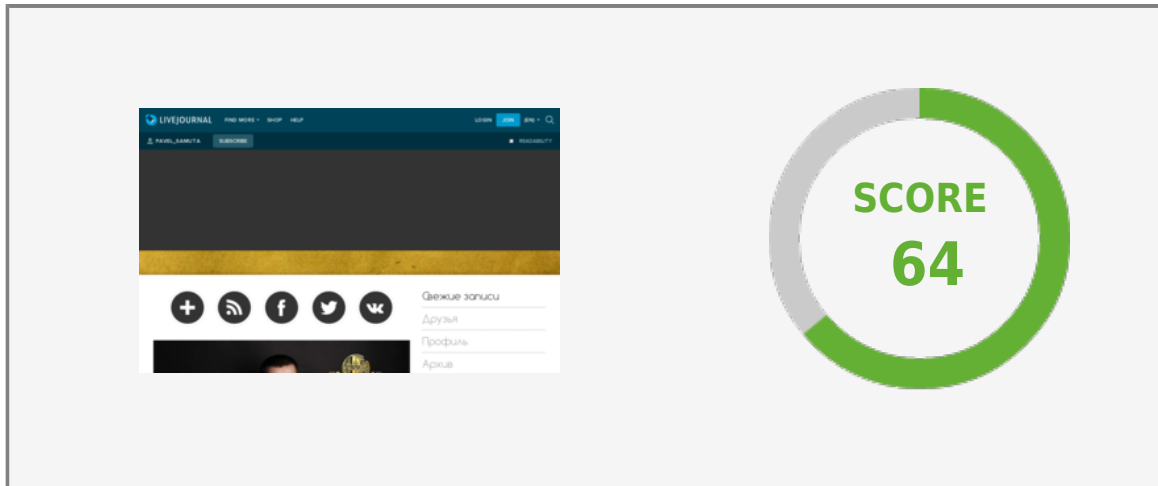 LIVEJOURNAL FIND MORE SHOP HELP LOGIN JOIN (EN)
PAVEL_SAMUTA SUBSCRIBE READABILITY
Свежие записи
Друзья
Профиль
Архив
SCORE
64